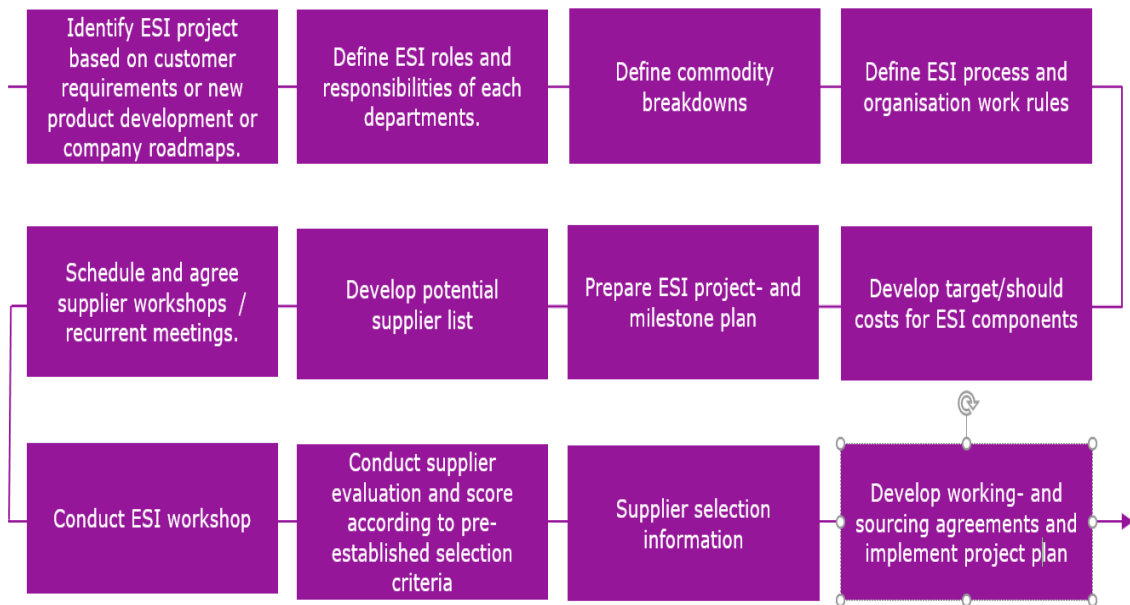 Identify ESI project
based on customer
requirements or new
product development or
company roadmaps.
Define ESI roles and
responsibilities of each
departments.
Define commodity
breakdowns
Define ESI process and
organisation work rules
Schedule and agree
supplier workshops  /
recurrent meetings.
Develop potential
supplier list
Prepare ESI project- and
milestone plan
Develop target/should
costs for ESI components
Conduct ESI workshop
Conduct supplier
evaluation and score
according to pre-
established selection
criteria
Supplier selection
information
Develop working- and
sourcing agreements and
implement project plan